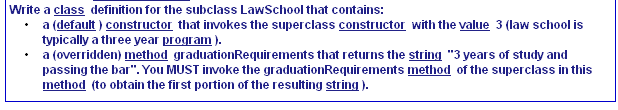 Write a class definition for the subclass LawSchool that contains:
• a (default ) constructor that invokes the superclass constructor with the value 3 (law school is
typically a three year program ).
• a (overridden) method graduationRequirements that returns the string "3 years of study and
passing the bar". You MUST invoke the graduationRequirements method of the superclass in this
method (to obtain the first portion of the resulting string ).